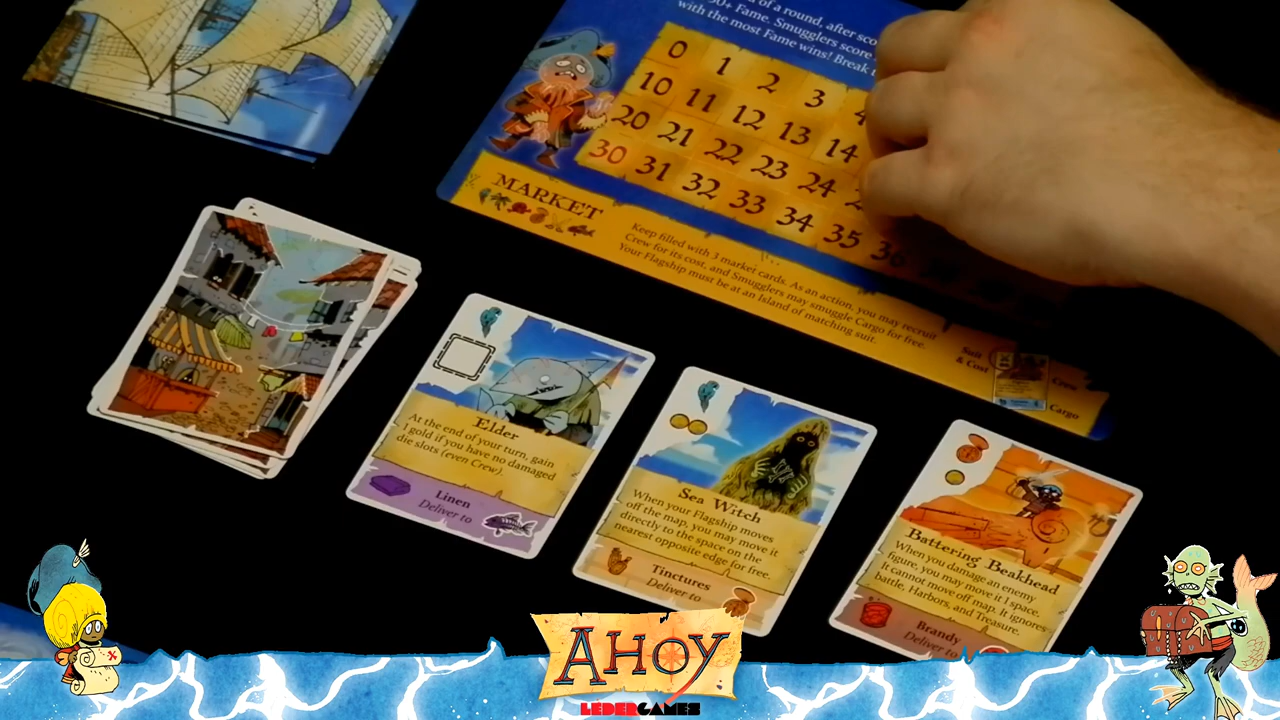 of a round, after sco
0+ Fame. Smugglers score
with the most Fame wins! Break
0 1 2 3 4
10 11 12 13 14
20 21 22 23 24 2
30 31 32 33 34 35 36
MARKET
Keep filled with 3 market cards. As an action, you may recruit
Crew for its cost, and Smugglers may smuggle Cargo for free.
Your Flagship must be at an Island of matching suit.
Suit
& Cost
Crew
Cargo
Elder
At the end of your turn, gain
1 gold if you have no damaged
die slots (even Crew).
Linen
Deliver to
Sea Witch
When your Flagship moves
off the map, you may move it
directly to the space on the
nearest opposite edge for free.
Tinctures
Deliver to
Battering Beakhead
When you damage an enemy
figure, you may move it 1 space.
It cannot move off map. It ignores
battle, Harbors, and Treasure.
Brandy
Deliver to
AHOY
LEDERGAMES